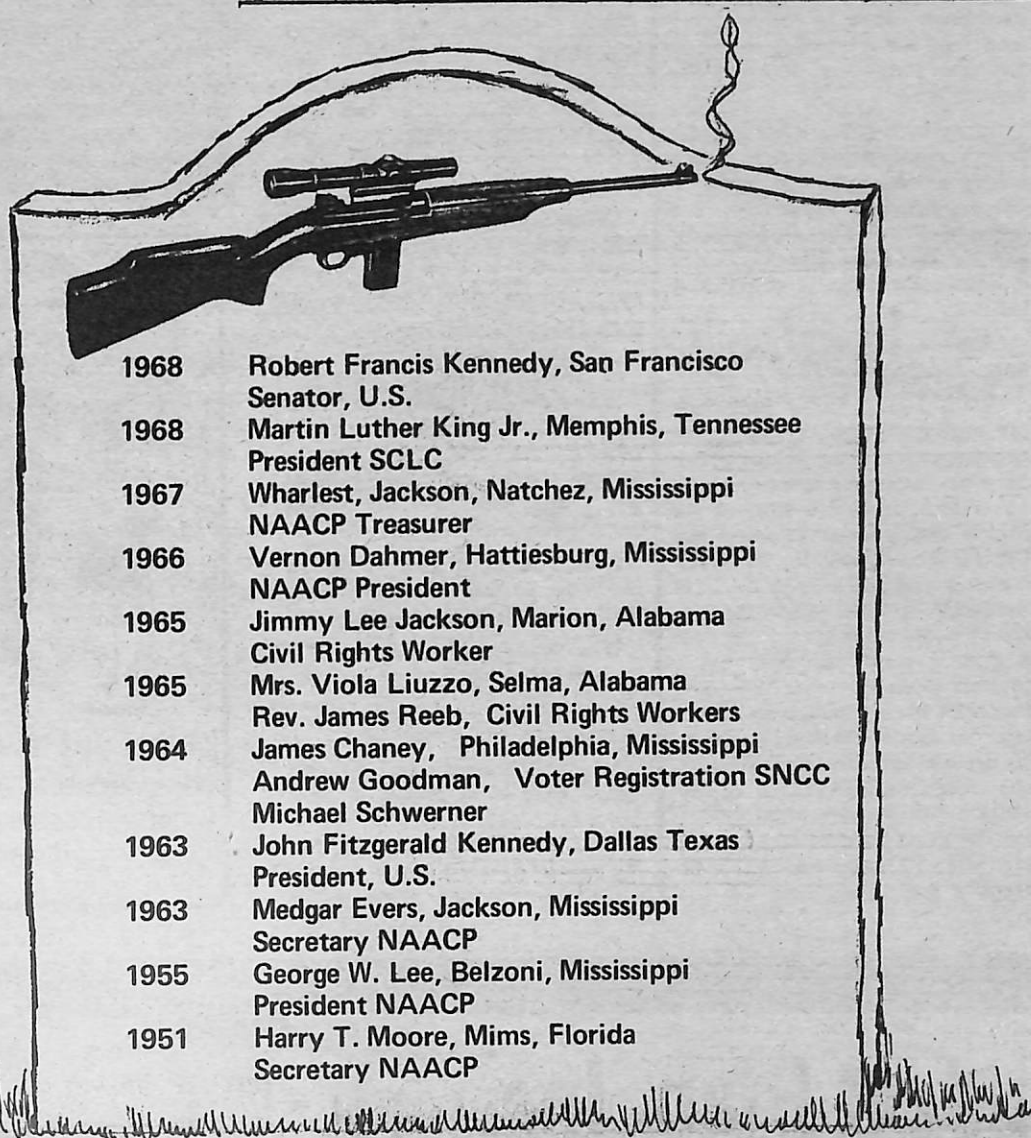 1968 Robert Francis Kennedy, San Francisco
Senator, U.S.
1968 Martin Luther King Jr., Memphis, Tennessee
President SCLC
1967 Wharlest, Jackson, Natchez, Mississippi
NAACP Treasurer
1966 Vernon Dahmer, Hattiesburg, Mississippi
NAACP President
1965 Jimmy Lee Jackson, Marion, Alabama
Civil Rights Worker
1965 Mrs. Viola Liuzzo, Selma, Alabama
Rev. James Reeb, Civil Rights Workers
1964 James Chaney, Philadelphia, Mississippi
Andrew Goodman, Voter Registration SNCC
Michael Schwerner
1963 John Fitzgerald Kennedy, Dallas Texas
President, U.S.
1963 Medgar Evers, Jackson, Mississippi
Secretary NAACP
1955 George W. Lee, Belzoni, Mississippi
President NAACP
1951 Harry T. Moore, Mims, Florida
Secretary NAACP